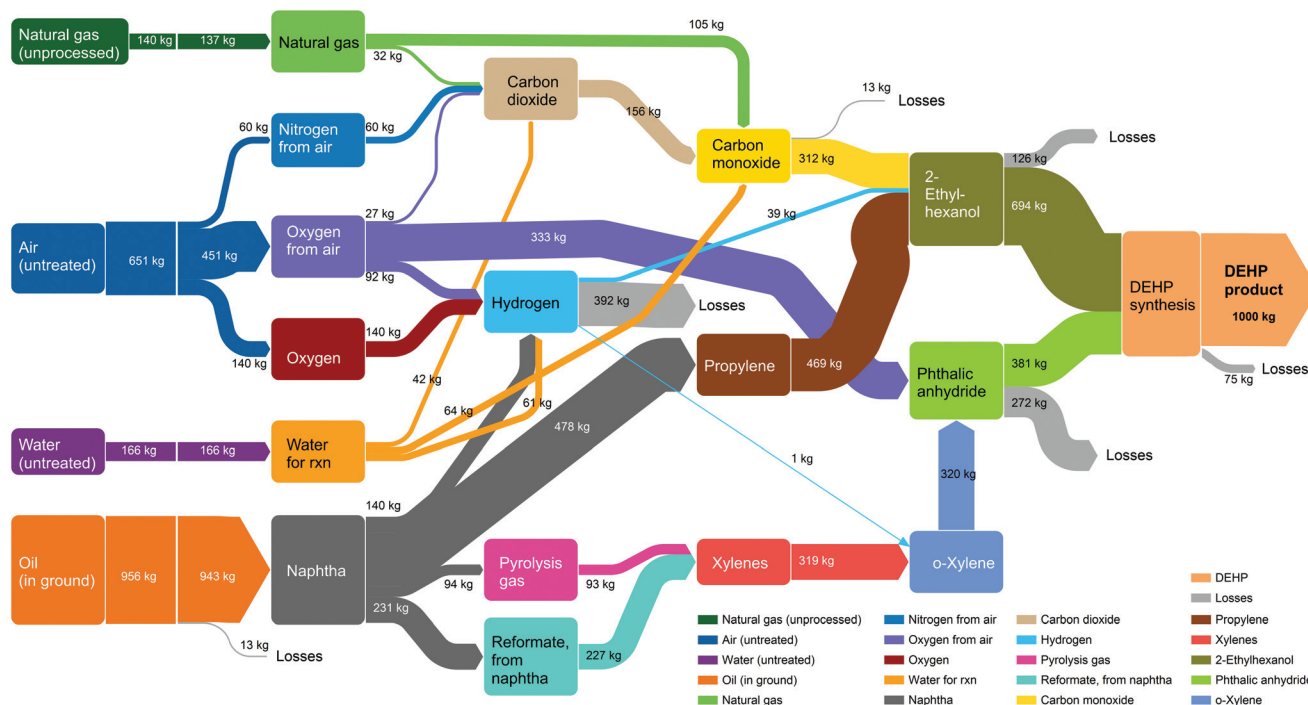 Natural gas
(unprocessed)
140 kg
137 kg
Natural gas
105 kg
32 kg
Carbon
dioxide
156 kg
13 kg
Losses
60 kg
Nitrogen
from air
60 kg
Carbon
monoxide
312 kg
2-
Ethyl-
hexanol
126 kg
Losses
694 kg
Air
(untreated)
651 kg
451 kg
Oxygen
from air
27 kg
333 kg
92 kg
39 kg
Hydrogen
392 kg
Losses
DEHP
synthesis
DEHP
product
1000 kg
75 kg
Losses
140 kg
Oxygen
140 kg
42 kg
64 kg
61 kg
Propylene
469 kg
Phthalic
anhydride
381 kg
272 kg
Losses
Water
(untreated)
166 kg
166 kg
Water
for rxn
478 kg
1 kg
320 kg
Oil
(in ground)
956 kg
943 kg
13 kg
Losses
Naphtha
140 kg
94 kg
231 kg
Pyrolysis
gas
93 kg
Xylenes
319 kg
o-Xylene
Reformate,
from
naphtha
227 kg
Natural gas (unprocessed)
Air (untreated)
Water (untreated)
Oil (in ground)
Natural gas
Nitrogen from air
Oxygen from air
Oxygen
Water for rxn
Naphtha
Carbon dioxide
Hydrogen
Pyrolysis gas
Reformate, from naphtha
Carbon monoxide
DEHP
Losses
Propylene
Xylenes
2-Ethylhexanol
Phthalic anhydride
o-Xylene